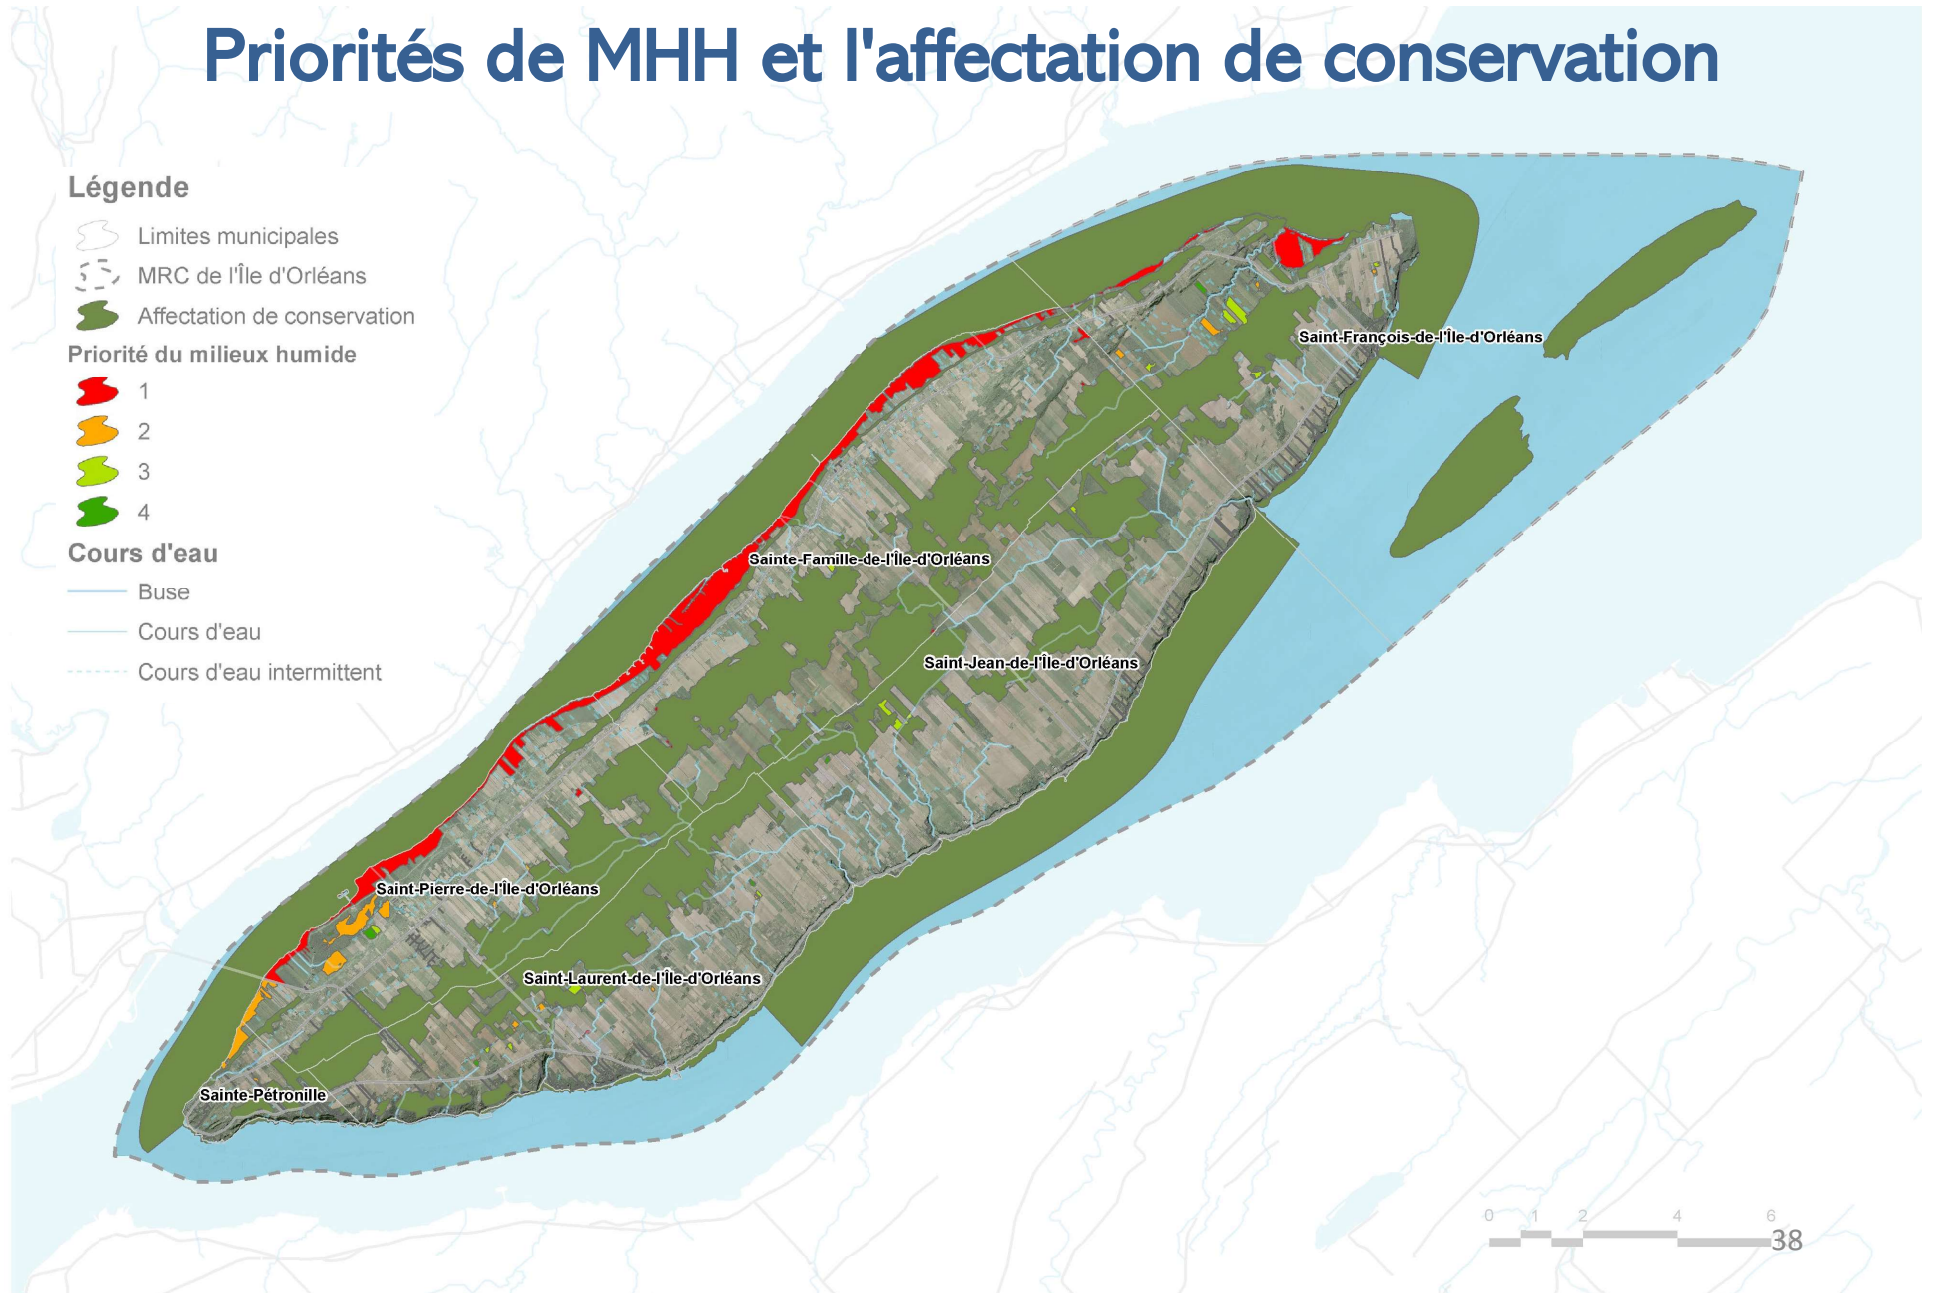 Priorités de MHH et l'affectation de conservation
Légende
Limites municipales
MRC de l'Île d'Orléans
Affectation de conservation
Priorité du milieux humide
1
2
3
4
Cours d'eau
Buse
Cours d'eau
Cours d'eau intermittent
Saint-François-de-l'Île-d'Orléans
Sainte-Famille-de-l'Île-d'Orléans
Saint-Jean-de-l'Île-d'Orléans
Saint-Pierre-de-l'Île-d'Orléans
Saint-Laurent-de-l'Île-d'Orléans
Sainte-Pétronille
0 1 2 4 6
38